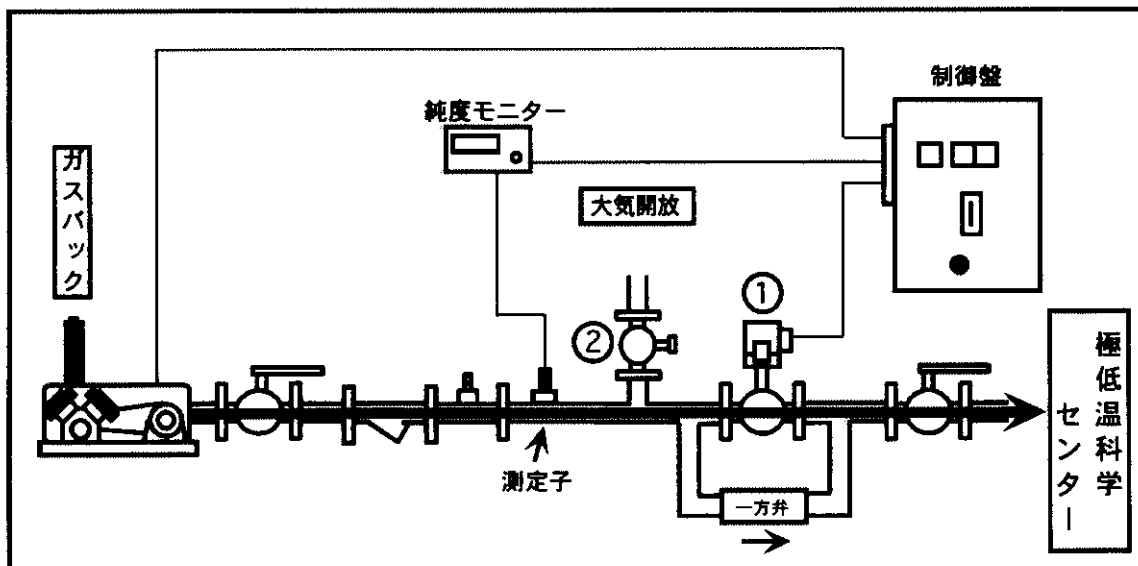 制御盤
純度モニター
ガスバック
大気開放
①
②
極低温科学
センター
測定子
一方弁